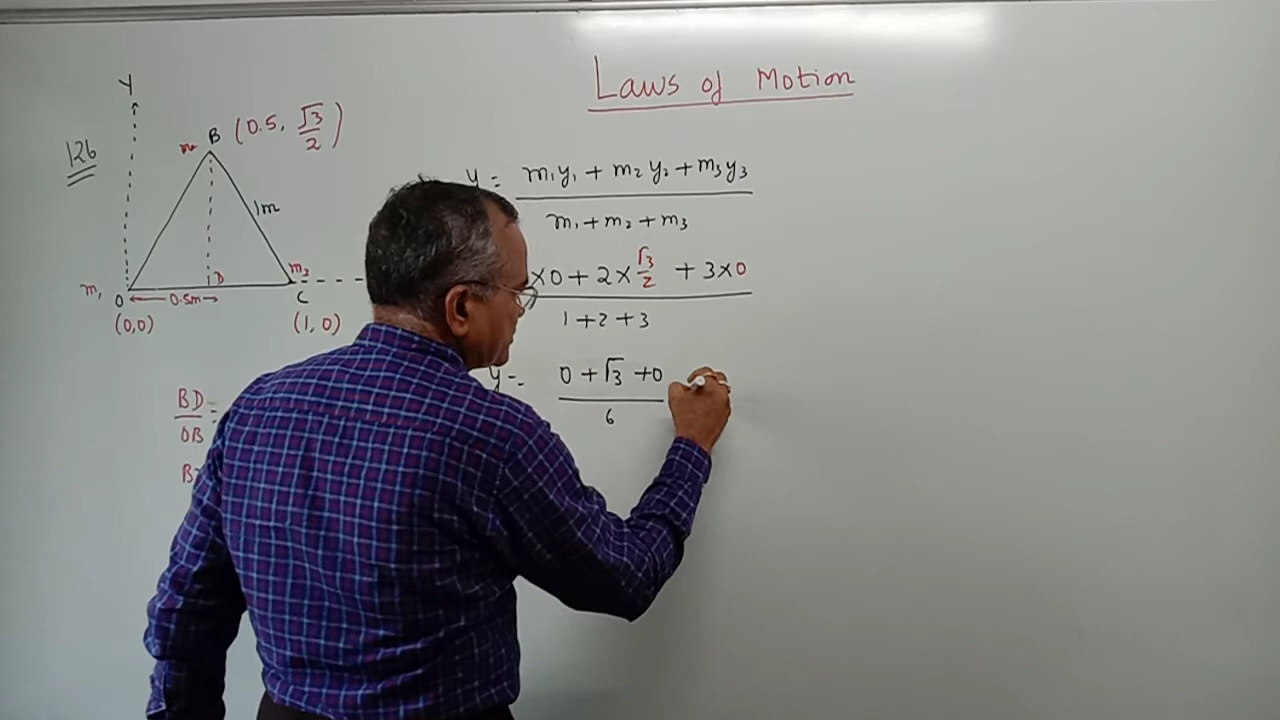 Laws of Motion
126
Y
B (0.5, √3/2)
m
1m
D
m₃
m₁ O 0.5m C
(0,0) (1, 0)
BD/OB =
y = m₁y₁ + m₂y₂ + m₃y₃ / m₁ + m₂ + m₃
×0 + 2×√3/2 + 3×0 / 1+2+3
y = 0 + √3 + 0 / 6